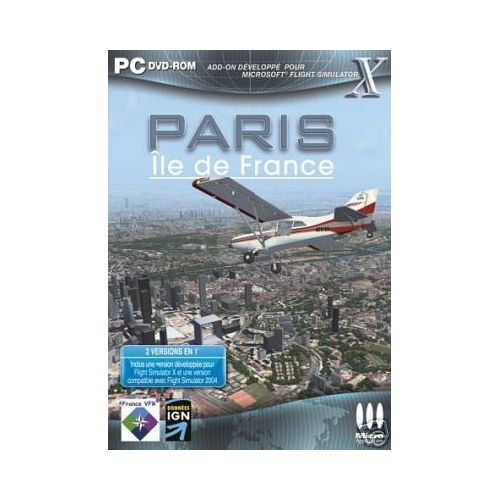 PC DVD-ROM
ADD-ON DÉVELOPPÉ POUR
MICROSOFT® FLIGHT SIMULATOR
X
PARIS
Île de France
2 VERSIONS EN 1
Inclus une version développée pour
Flight Simulator X et une version
compatible avec Flight Simulator 2004
France VFR
DONNÉES
IGN
Micro